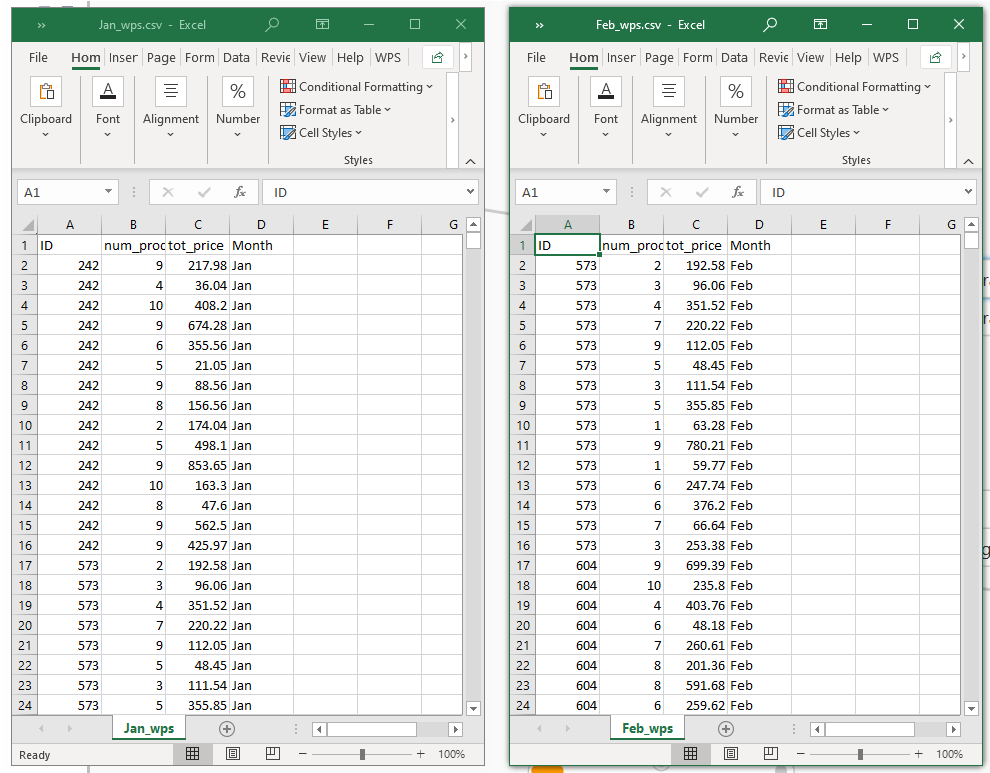 Jan_wps.csv - Excel
File Hom Inser Page Form Data Revie View Help WPS
Clipboard Font Alignment Number
Conditional Formatting
Format as Table
Cell Styles
Styles
A1 fx ID
A B C D E F G
1 ID num_prod tot_price Month
2 242 9 217.98 Jan
3 242 4 36.04 Jan
4 242 10 408.2 Jan
5 242 9 674.28 Jan
6 242 6 355.56 Jan
7 242 5 21.05 Jan
8 242 9 88.56 Jan
9 242 8 156.56 Jan
10 242 2 174.04 Jan
11 242 5 498.1 Jan
12 242 9 853.65 Jan
13 242 10 163.3 Jan
14 242 8 47.6 Jan
15 242 9 562.5 Jan
16 242 9 425.97 Jan
17 573 2 192.58 Jan
18 573 3 96.06 Jan
19 573 4 351.52 Jan
20 573 7 220.22 Jan
21 573 9 112.05 Jan
22 573 5 48.45 Jan
23 573 3 111.54 Jan
24 573 5 355.85 Jan
Jan_wps
Ready 100%
Feb_wps.csv - Excel
File Hom Inser Page Form Data Revie View Help WPS
Clipboard Font Alignment Number
Conditional Formatting
Format as Table
Cell Styles
Styles
A1 fx ID
A B C D E F G
1 ID num_prod tot_price Month
2 573 2 192.58 Feb
3 573 3 96.06 Feb
4 573 4 351.52 Feb
5 573 7 220.22 Feb
6 573 9 112.05 Feb
7 573 5 48.45 Feb
8 573 3 111.54 Feb
9 573 5 355.85 Feb
10 573 1 63.28 Feb
11 573 9 780.21 Feb
12 573 1 59.77 Feb
13 573 6 247.74 Feb
14 573 6 376.2 Feb
15 573 7 66.64 Feb
16 573 3 253.38 Feb
17 604 9 699.39 Feb
18 604 10 235.8 Feb
19 604 4 403.76 Feb
20 604 6 48.18 Feb
21 604 7 260.61 Feb
22 604 8 201.36 Feb
23 604 8 591.68 Feb
24 604 6 259.62 Feb
Feb_wps
100%